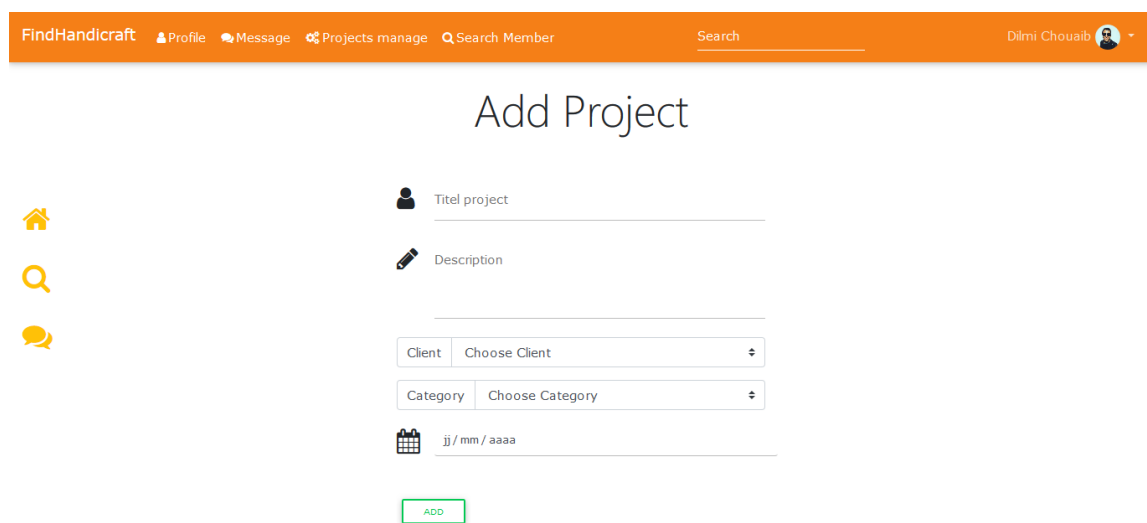 FindHandicraft Profile Message Projects manage Search Member Search Dilmi Chouaib
Add Project
Titel project
Description
Client Choose Client
Category Choose Category
jj / mm / aaaa
ADD